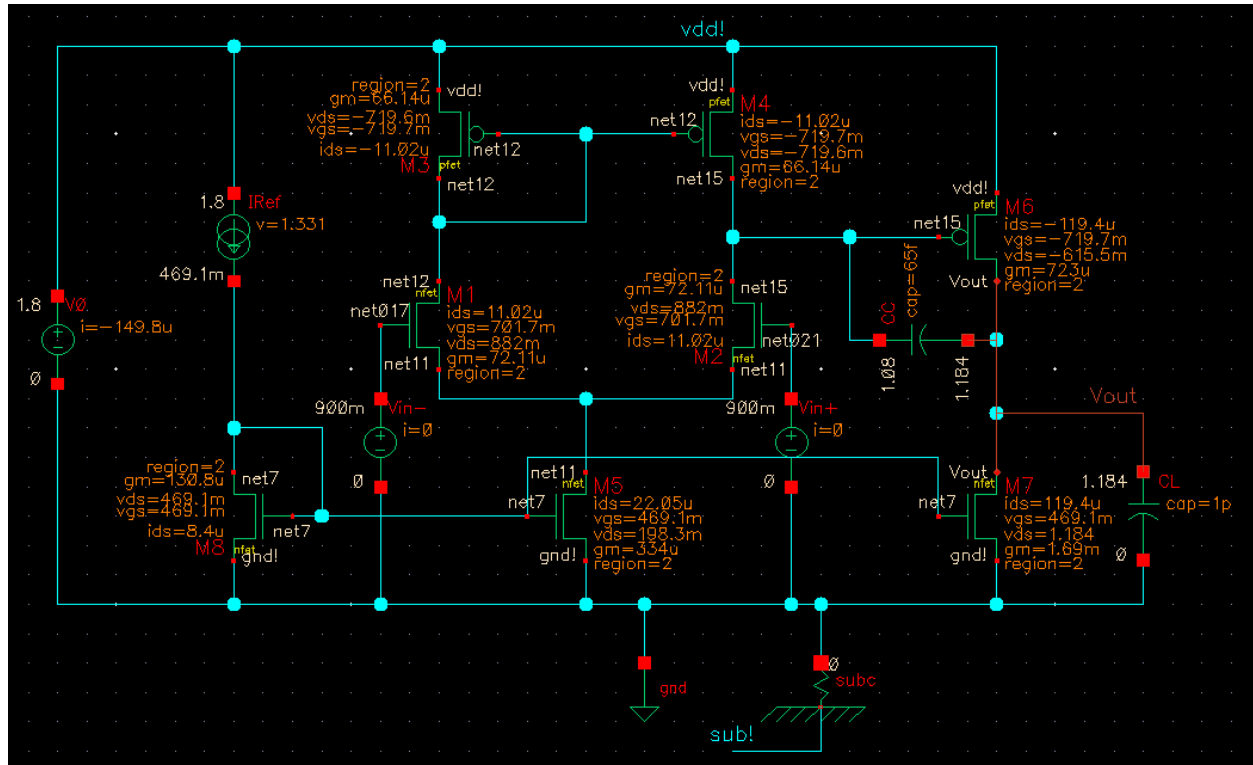 vdd!
region=2
gm=66.14u
vds=-719.6m
vgs=-719.7m
ids=-11.02u
vdd!
net12
pfet
M3
net12
vdd!
pfet
M4
net12
ids=-11.02u
vgs=-719.7m
vds=-719.6m
gm=66.14u
region=2
net15
1.8
IRef
v=1.331
469.1m
vdd!
pfet
M6
net15
ids=-119.4u
vgs=-719.7m
vds=-615.5m
gm=723u
region=2
Vout
cap=65f
CC
1.08
1.184
net12
nfet
M1
net017
ids=11.02u
vgs=701.7m
vds=882m
gm=72.11u
region=2
net11
region=2
gm=72.11u
vds=882m
vgs=701.7m
ids=11.02u
net15
net021
M2
nfet
net11
1.8
V0
i=-149.8u
0
900m
Vin-
i=0
0
900m
Vin+
i=0
0
Vout
region=2
gm=130.8u
vds=469.1m
vgs=469.1m
ids=8.4u
net7
net7
M8
nfet
gnd!
net11
nfet
M5
net7
ids=22.05u
vgs=469.1m
vds=198.3m
gm=334u
region=2
gnd!
Vout
nfet
M7
net7
ids=119.4u
vgs=469.1m
vds=1.184
gm=1.69m
region=2
gnd!
1.184
CL
cap=1p
0
gnd
0
subc
sub!